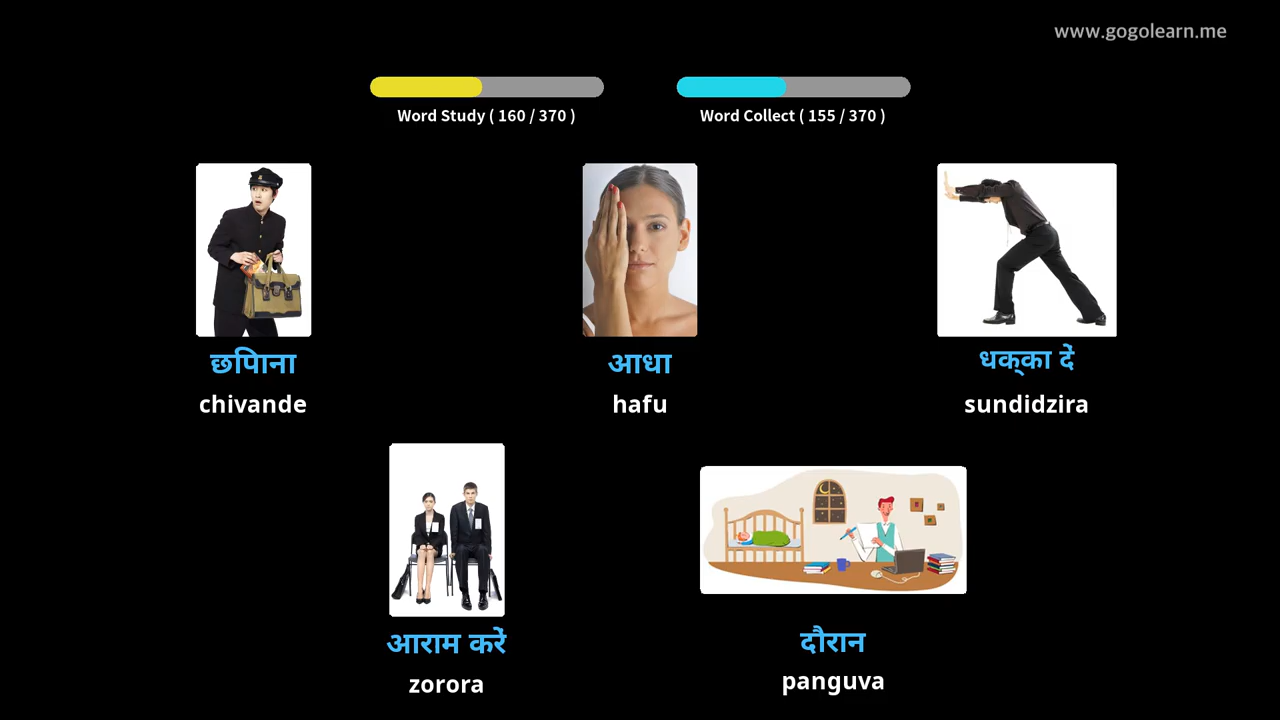 www.gogolearn.me
Word Study ( 160 / 370 )
Word Collect ( 155 / 370 )
छिपाना
आधा
धक्का दें
chivande
hafu
sundidzira
आराम करें
दौरान
zorora
panguva